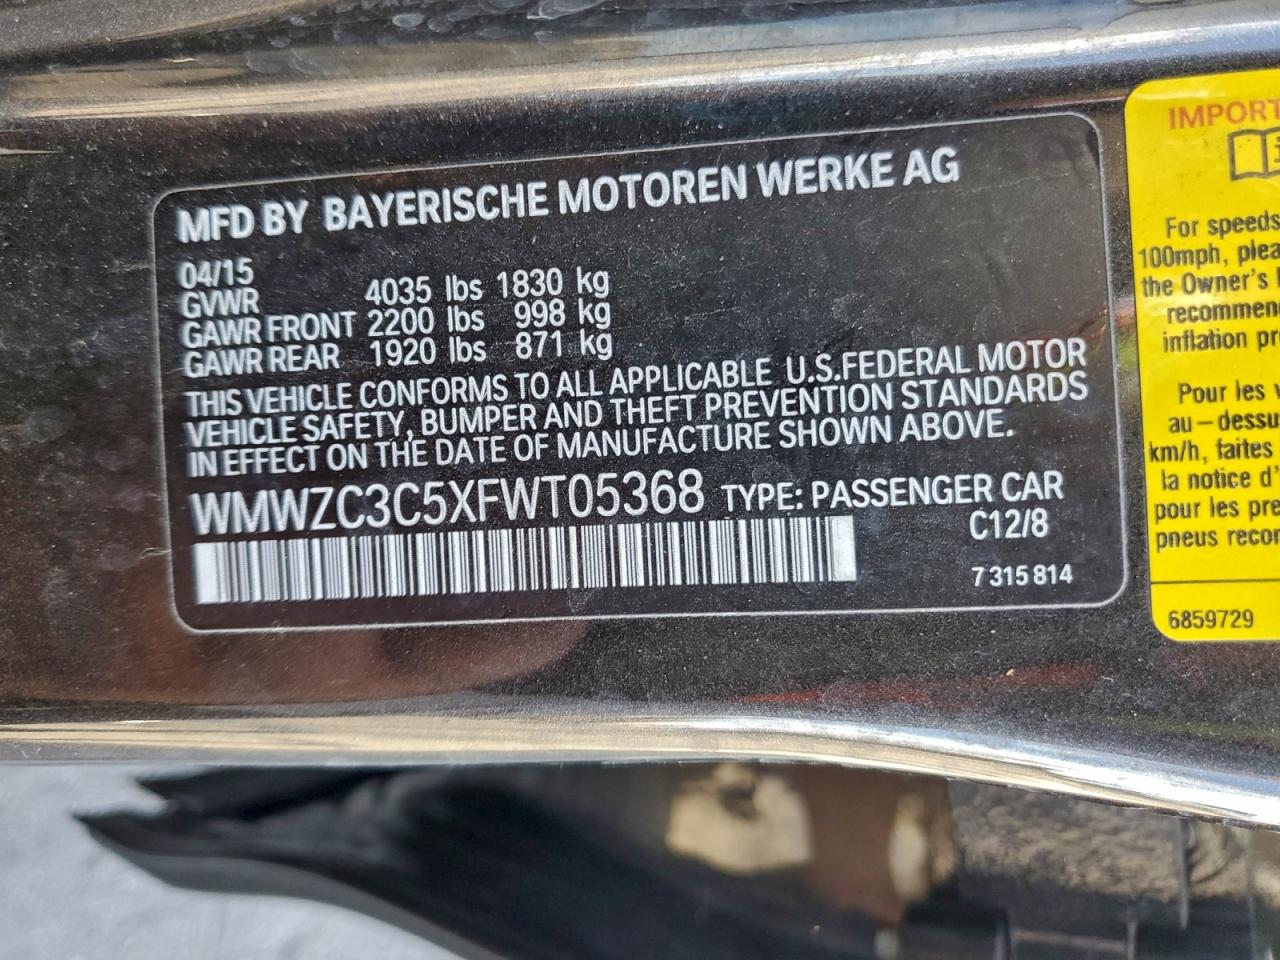 MFD BY BAYERISCHE MOTOREN WERKE AG
04/15
GVWR 4035 lbs 1830 kg
GAWR FRONT 2200 lbs 998 kg
GAWR REAR 1920 lbs 871 kg
THIS VEHICLE CONFORMS TO ALL APPLICABLE U.S.FEDERAL MOTOR
VEHICLE SAFETY, BUMPER AND THEFT PREVENTION STANDARDS
IN EFFECT ON THE DATE OF MANUFACTURE SHOWN ABOVE.
WMWZC3C5XFWT05368 TYPE: PASSENGER CAR
C12/8
7 315 814
IMPORT
For speeds
100mph, plea
the Owner's
recommen
inflation pr
Pour les v
au-dessu
km/h, faites
la notice d'
pour les pre
pneus recor
6859729